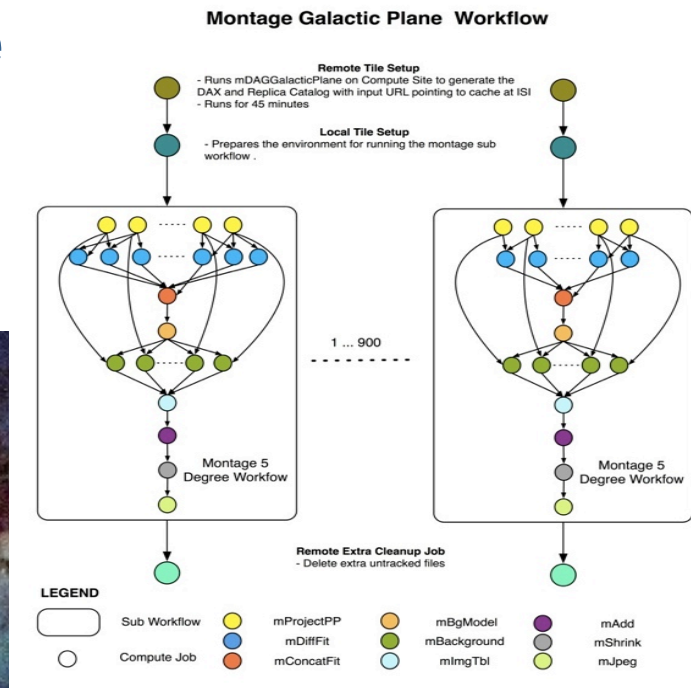 e
Montage Galactic Plane Workflow
Remote Tile Setup
- Runs mDAGGalacticPlane on Compute Site to generate the
DAX and Replica Catalog with input URL pointing to cache at ISI
- Runs for 45 minutes
Local Tile Setup
- Prepares the environment for running the montage sub
workflow .
1 ... 900
Montage 5
Degree Workfow
Montage 5
Degree Workfow
Remote Extra Cleanup Job
- Delete extra untracked files
LEGEND
Sub Workflow
Compute Job
mProjectPP
mDiffFit
mConcatFit
mBgModel
mBackground
mImgTbl
mAdd
mShrink
mJpeg